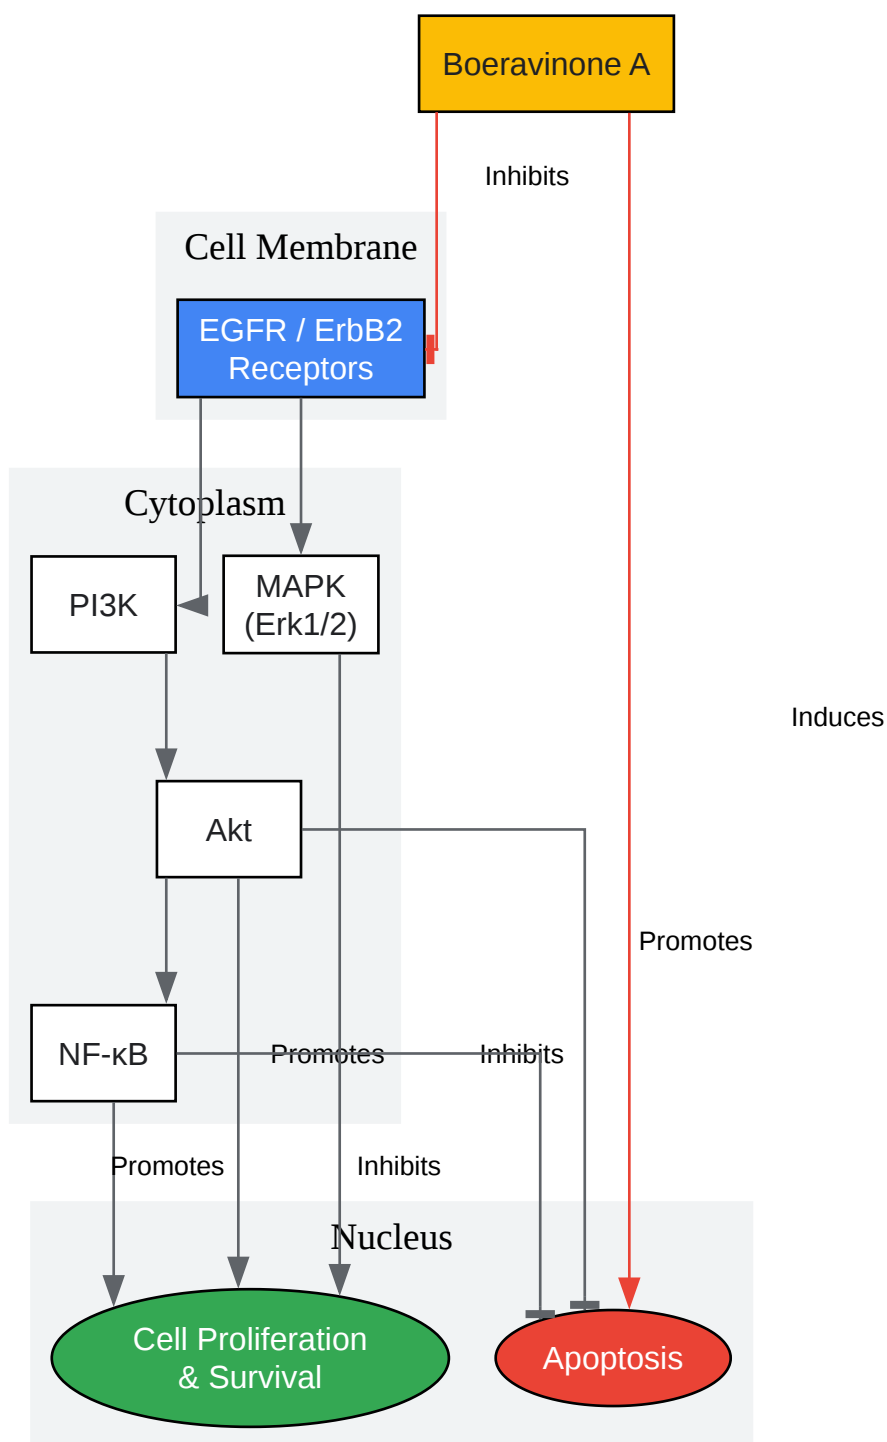 Boeravinone A
Inhibits
Cell Membrane
EGFR / ErbB2
Receptors
Cytoplasm
PI3K
MAPK
(Erk1/2)
Induces
Akt
Promotes
NF-κB
Promotes
Inhibits
Promotes
Inhibits
Nucleus
Cell Proliferation
& Survival
Apoptosis